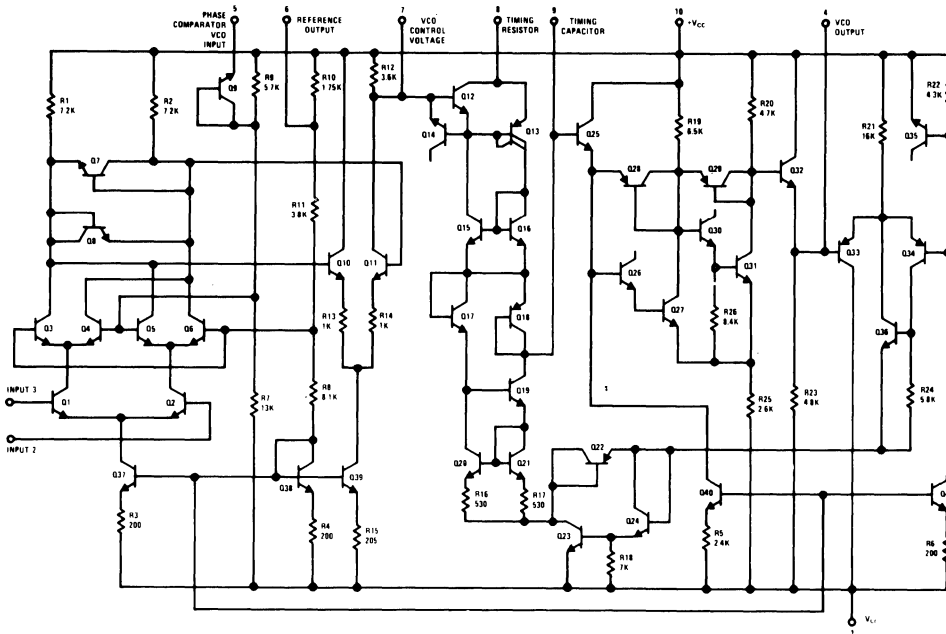 5
PHASE
COMPARATOR
VCO
INPUT
6
REFERENCE
OUTPUT
7
VCO
CONTROL
VOLTAGE
8
TIMING
RESISTOR
9
TIMING
CAPACITOR
10
+VCC
4
VCO
OUTPUT
R1
7.2K
R2
7.2K
Q9
R9
5.7K
R10
1.75K
R12
3.6K
Q12
Q14
Q13
Q25
R19
6.5K
R20
4.7K
Q32
R21
16K
R22
4.3K
Q35
Q7
Q8
R11
3.8K
Q10
Q11
Q15
Q16
Q28
Q29
Q30
Q31
Q26
Q27
Q33
Q34
Q3
Q4
Q5
Q6
R13
1K
R14
1K
Q17
Q18
R26
8.4K
Q36
INPUT 3
Q1
Q2
INPUT 2
R7
13K
R8
8.1K
Q19
R25
2.6K
R23
4.8K
R24
5.8K
Q37
Q38
Q39
Q20
Q21
Q22
R16
530
R17
530
Q24
Q23
Q40
R3
200
R4
200
R15
205
R18
7K
R5
2.4K
R6
200
1